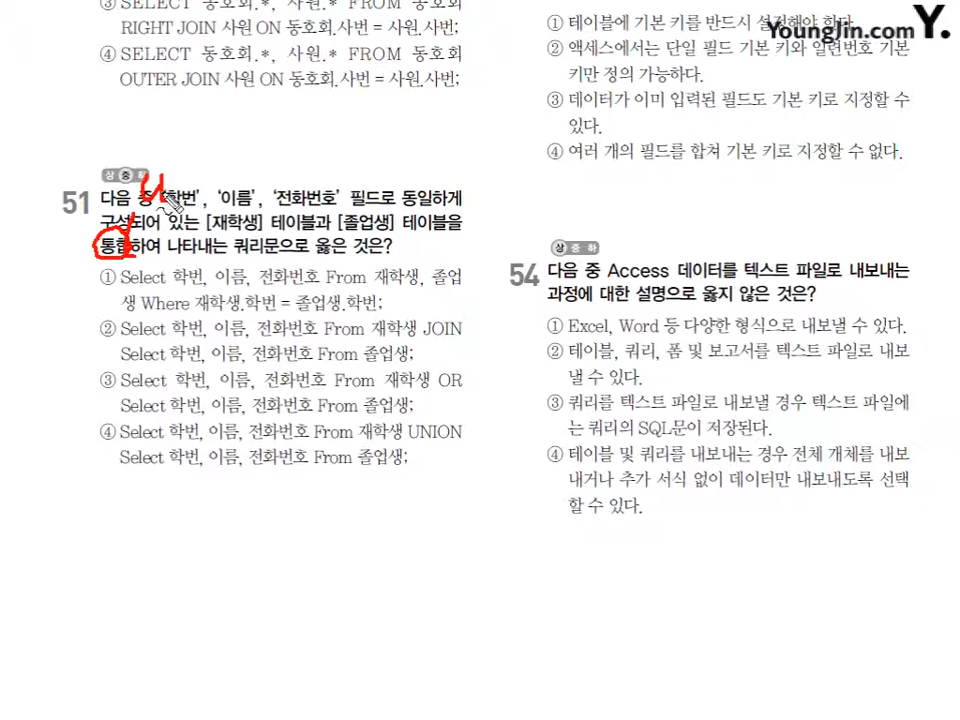 ③ SELECT 동호회.*, 사원.* FROM 동호회
RIGHT JOIN 사원 ON 동호회.사번 = 사원.사번;
④ SELECT 동호회.*, 사원.* FROM 동호회
OUTER JOIN 사원 ON 동호회.사번 = 사원.사번;
상 중 하
51 다음 중 ‘학번’, ‘이름’, ‘전화번호’ 필드로 동일하게
구성되어 있는 [재학생] 테이블과 [졸업생] 테이블을
통합하여 나타내는 쿼리문으로 옳은 것은?
① Select 학번, 이름, 전화번호 From 재학생, 졸업
생 Where 재학생.학번 = 졸업생.학번;
② Select 학번, 이름, 전화번호 From 재학생 JOIN
Select 학번, 이름, 전화번호 From 졸업생;
③ Select 학번, 이름, 전화번호 From 재학생 OR
Select 학번, 이름, 전화번호 From 졸업생;
④ Select 학번, 이름, 전화번호 From 재학생 UNION
Select 학번, 이름, 전화번호 From 졸업생;
YoungJin.com Y.
① 테이블에 기본 키를 반드시 설정해야 한다.
② 액세스에서는 단일 필드 기본 키와 일련번호 기본
키만 정의 가능하다.
③ 데이터가 이미 입력된 필드도 기본 키로 지정할 수
있다.
④ 여러 개의 필드를 합쳐 기본 키로 지정할 수 없다.
상 중 하
54 다음 중 Access 데이터를 텍스트 파일로 내보내는
과정에 대한 설명으로 옳지 않은 것은?
① Excel, Word 등 다양한 형식으로 내보낼 수 있다.
② 테이블, 쿼리, 폼 및 보고서를 텍스트 파일로 내보
낼 수 있다.
③ 쿼리를 텍스트 파일로 내보낼 경우 텍스트 파일에
는 쿼리의 SQL문이 저장된다.
④ 테이블 및 쿼리를 내보내는 경우 전체 개체를 내보
내거나 추가 서식 없이 데이터만 내보내도록 선택
할 수 있다.